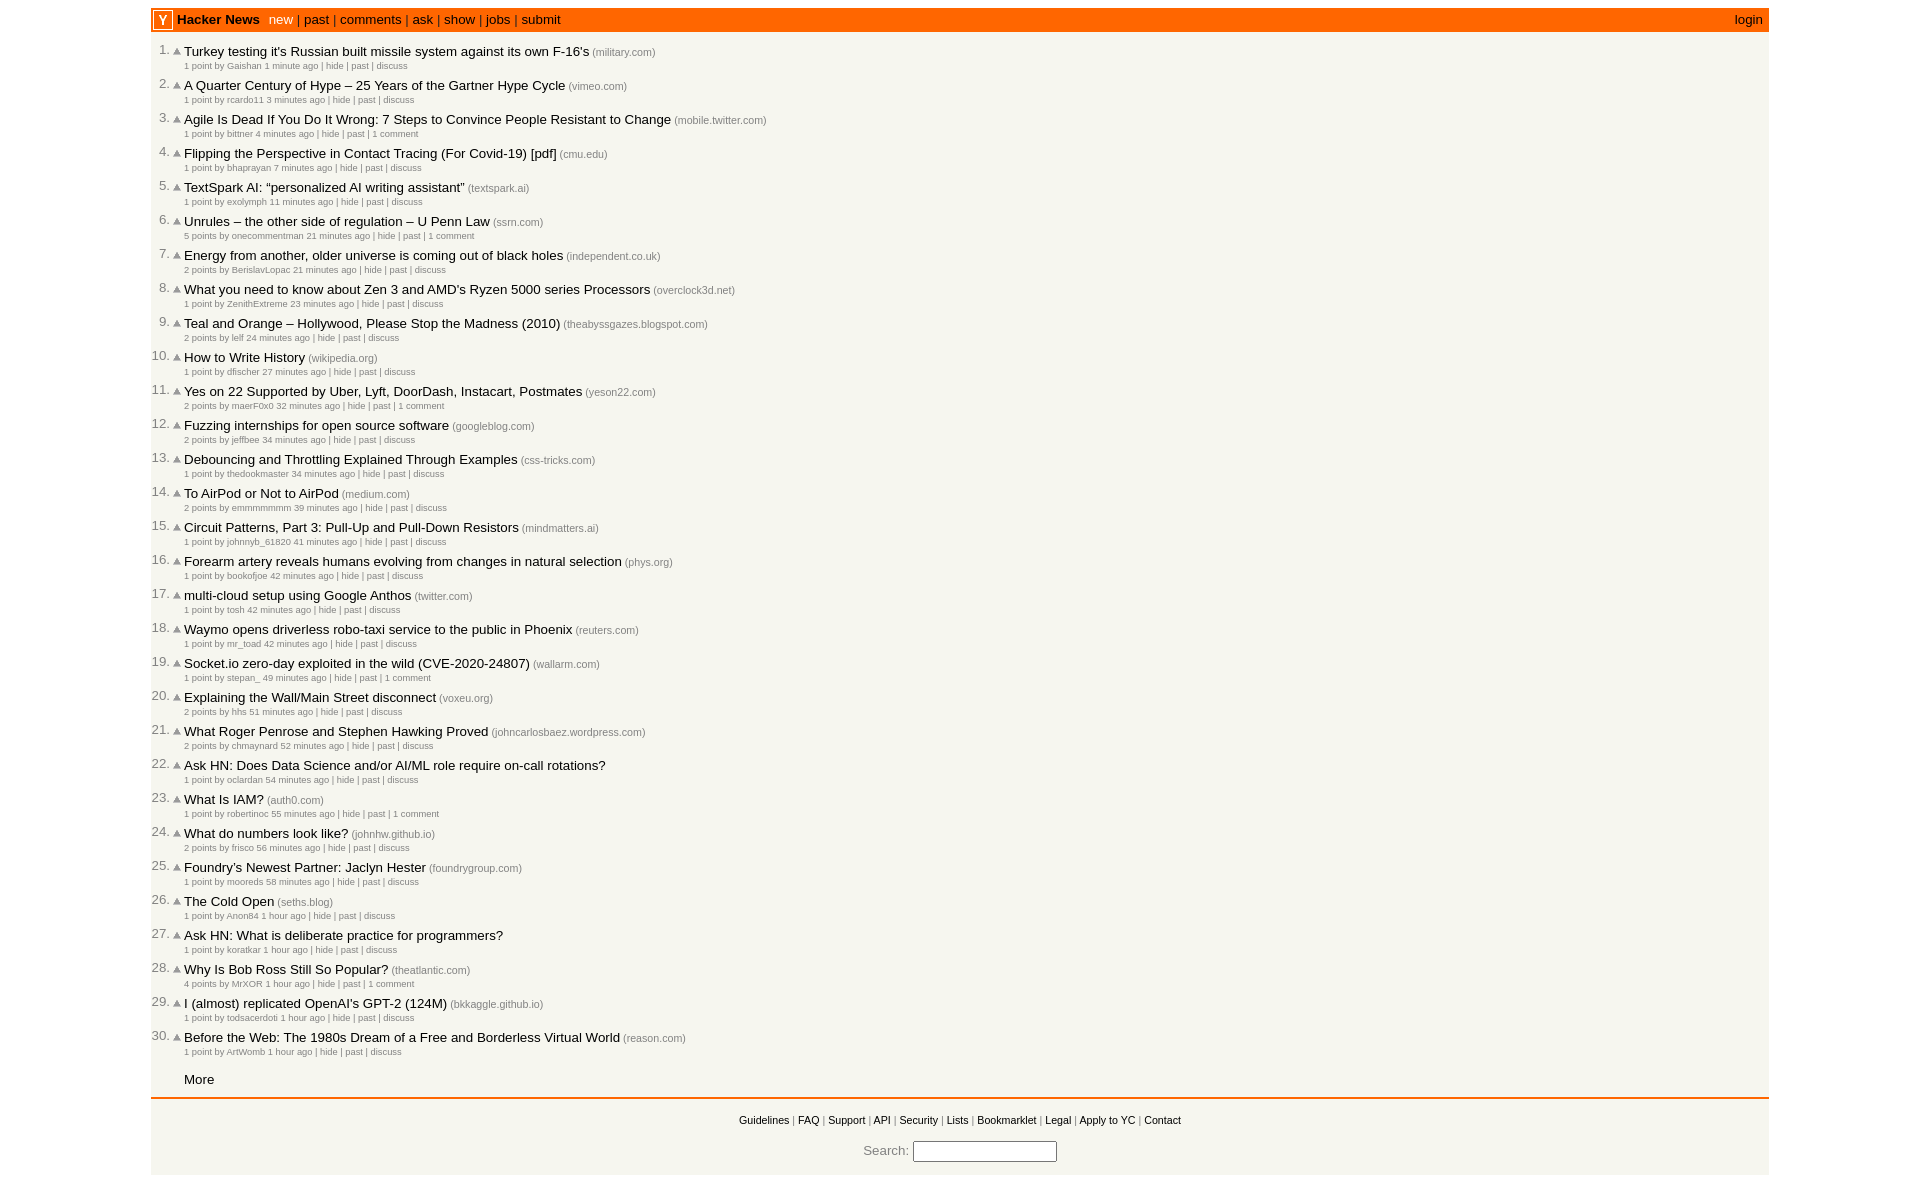 Y Hacker News new | past | comments | ask | show | jobs | submit login
1. Turkey testing it's Russian built missile system against its own F-16's (military.com)
1 point by Gaishan 1 minute ago | hide | past | discuss
2. A Quarter Century of Hype – 25 Years of the Gartner Hype Cycle (vimeo.com)
1 point by rcardo11 3 minutes ago | hide | past | discuss
3. Agile Is Dead If You Do It Wrong: 7 Steps to Convince People Resistant to Change (mobile.twitter.com)
1 point by bittner 4 minutes ago | hide | past | 1 comment
4. Flipping the Perspective in Contact Tracing (For Covid-19) [pdf] (cmu.edu)
1 point by bhaprayan 7 minutes ago | hide | past | discuss
5. TextSpark AI: “personalized AI writing assistant” (textspark.ai)
1 point by exolymph 11 minutes ago | hide | past | discuss
6. Unrules – the other side of regulation – U Penn Law (ssrn.com)
5 points by onecommentman 21 minutes ago | hide | past | 1 comment
7. Energy from another, older universe is coming out of black holes (independent.co.uk)
2 points by BerislavLopac 21 minutes ago | hide | past | discuss
8. What you need to know about Zen 3 and AMD's Ryzen 5000 series Processors (overclock3d.net)
1 point by ZenithExtreme 23 minutes ago | hide | past | discuss
9. Teal and Orange – Hollywood, Please Stop the Madness (2010) (theabyssgazes.blogspot.com)
2 points by lelf 24 minutes ago | hide | past | discuss
10. How to Write History (wikipedia.org)
1 point by dfischer 27 minutes ago | hide | past | discuss
11. Yes on 22 Supported by Uber, Lyft, DoorDash, Instacart, Postmates (yeson22.com)
2 points by maerF0x0 32 minutes ago | hide | past | 1 comment
12. Fuzzing internships for open source software (googleblog.com)
2 points by jeffbee 34 minutes ago | hide | past | discuss
13. Debouncing and Throttling Explained Through Examples (css-tricks.com)
1 point by thedookmaster 34 minutes ago | hide | past | discuss
14. To AirPod or Not to AirPod (medium.com)
2 points by emmmmmmm 39 minutes ago | hide | past | discuss
15. Circuit Patterns, Part 3: Pull-Up and Pull-Down Resistors (mindmatters.ai)
1 point by johnnyb_61820 41 minutes ago | hide | past | discuss
16. Forearm artery reveals humans evolving from changes in natural selection (phys.org)
1 point by bookofjoe 42 minutes ago | hide | past | discuss
17. multi-cloud setup using Google Anthos (twitter.com)
1 point by tosh 42 minutes ago | hide | past | discuss
18. Waymo opens driverless robo-taxi service to the public in Phoenix (reuters.com)
1 point by mr_toad 42 minutes ago | hide | past | discuss
19. Socket.io zero-day exploited in the wild (CVE-2020-24807) (wallarm.com)
1 point by stepan_ 49 minutes ago | hide | past | 1 comment
20. Explaining the Wall/Main Street disconnect (voxeu.org)
2 points by hhs 51 minutes ago | hide | past | discuss
21. What Roger Penrose and Stephen Hawking Proved (johncarlosbaez.wordpress.com)
2 points by chmaynard 52 minutes ago | hide | past | discuss
22. Ask HN: Does Data Science and/or AI/ML role require on-call rotations?
1 point by oclardan 54 minutes ago | hide | past | discuss
23. What Is IAM? (auth0.com)
1 point by robertinoc 55 minutes ago | hide | past | 1 comment
24. What do numbers look like? (johnhw.github.io)
2 points by frisco 56 minutes ago | hide | past | discuss
25. Foundry’s Newest Partner: Jaclyn Hester (foundrygroup.com)
1 point by mooreds 58 minutes ago | hide | past | discuss
26. The Cold Open (seths.blog)
1 point by Anon84 1 hour ago | hide | past | discuss
27. Ask HN: What is deliberate practice for programmers?
1 point by koratkar 1 hour ago | hide | past | discuss
28. Why Is Bob Ross Still So Popular? (theatlantic.com)
4 points by MrXOR 1 hour ago | hide | past | 1 comment
29. I (almost) replicated OpenAI's GPT-2 (124M) (bkkaggle.github.io)
1 point by todsacerdoti 1 hour ago | hide | past | discuss
30. Before the Web: The 1980s Dream of a Free and Borderless Virtual World (reason.com)
1 point by ArtWomb 1 hour ago | hide | past | discuss
More
Guidelines | FAQ | Support | API | Security | Lists | Bookmarklet | Legal | Apply to YC | Contact
Search: